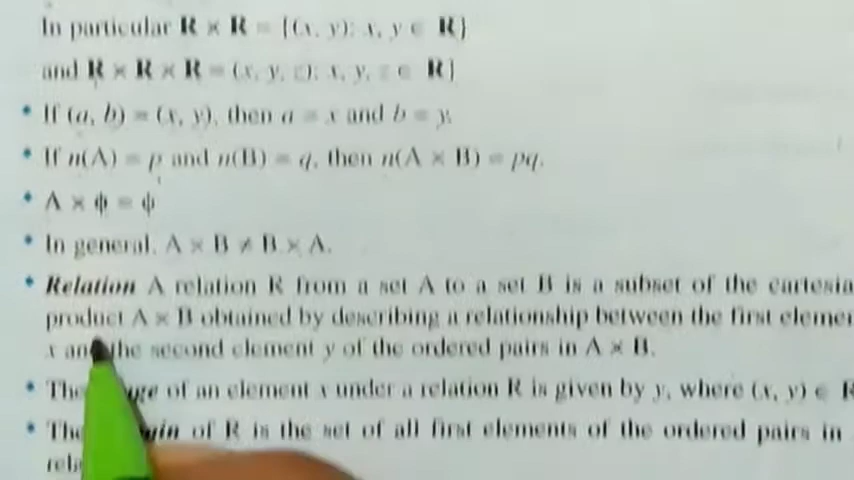 In particular R × R = {(x, y): x, y ∈ R}
and R × R × R = (x, y, z): x, y, z ∈ R}
• If (a, b) = (x, y), then a = x and b = y.
• If n(A) = p and n(B) = q, then n(A × B) = pq.
• A × ϕ = ϕ
• In general, A × B ≠ B × A.
• Relation A relation R from a set A to a set B is a subset of the cartesia
product A × B obtained by describing a relationship between the first eleme
x and the second element y of the ordered pairs in A × B.
• The of an element x under a relation R is given by y, where (x, y) ∈ R
• The of R is the set of all first elements of the ordered pairs in
rela